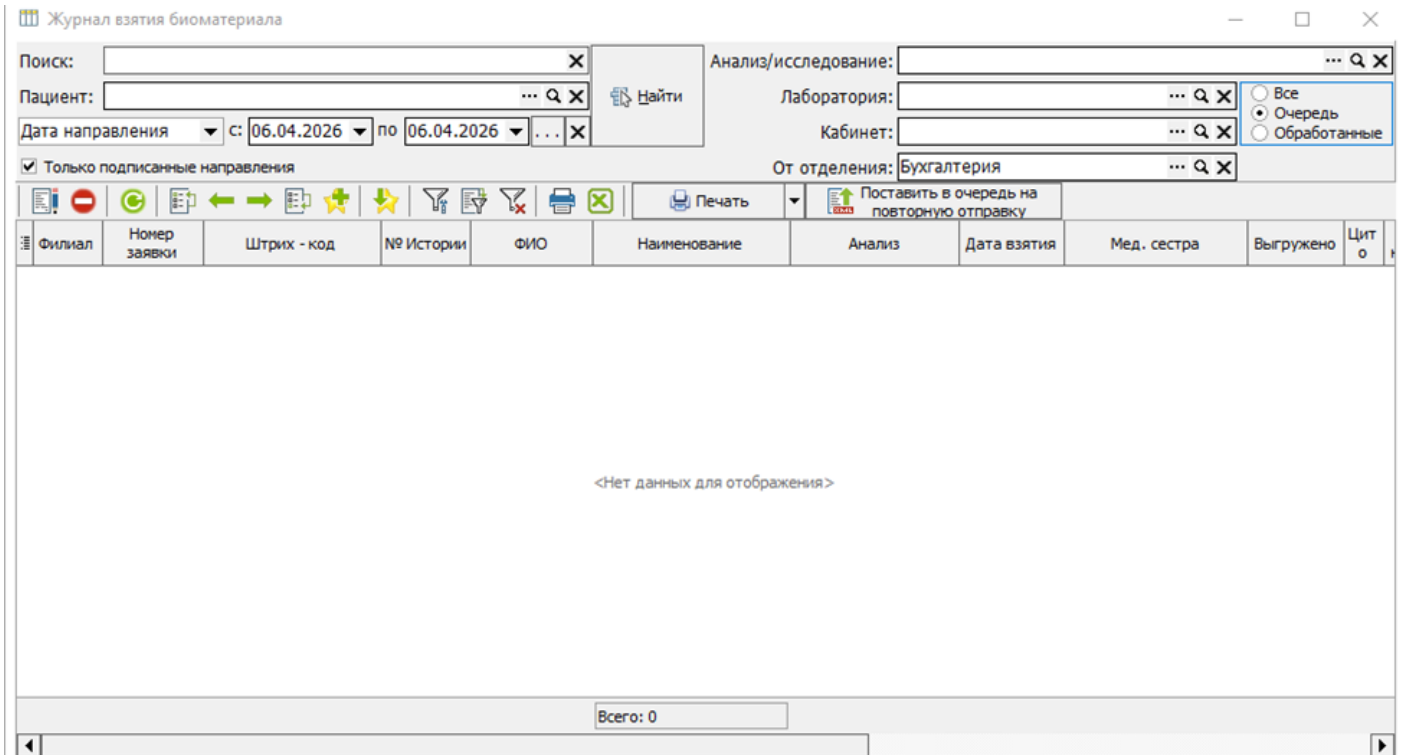 Журнал взятия биоматериала
Поиск:
Анализ/исследование:
Пациент:
Найти
Лаборатория:
Все
Очередь
Обработанные
Дата направления с: 06.04.2026 по 06.04.2026 ...
Кабинет:
Только подписанные направления
От отделения: Бухгалтерия
Печать
Поставить в очередь на
повторную отправку
Филиал
Номер
заявки
Штрих - код
№ Истории
ФИО
Наименование
Анализ
Дата взятия
Мед. сестра
Выгружено
Цит
о
<Нет данных для отображения>
Всего: 0